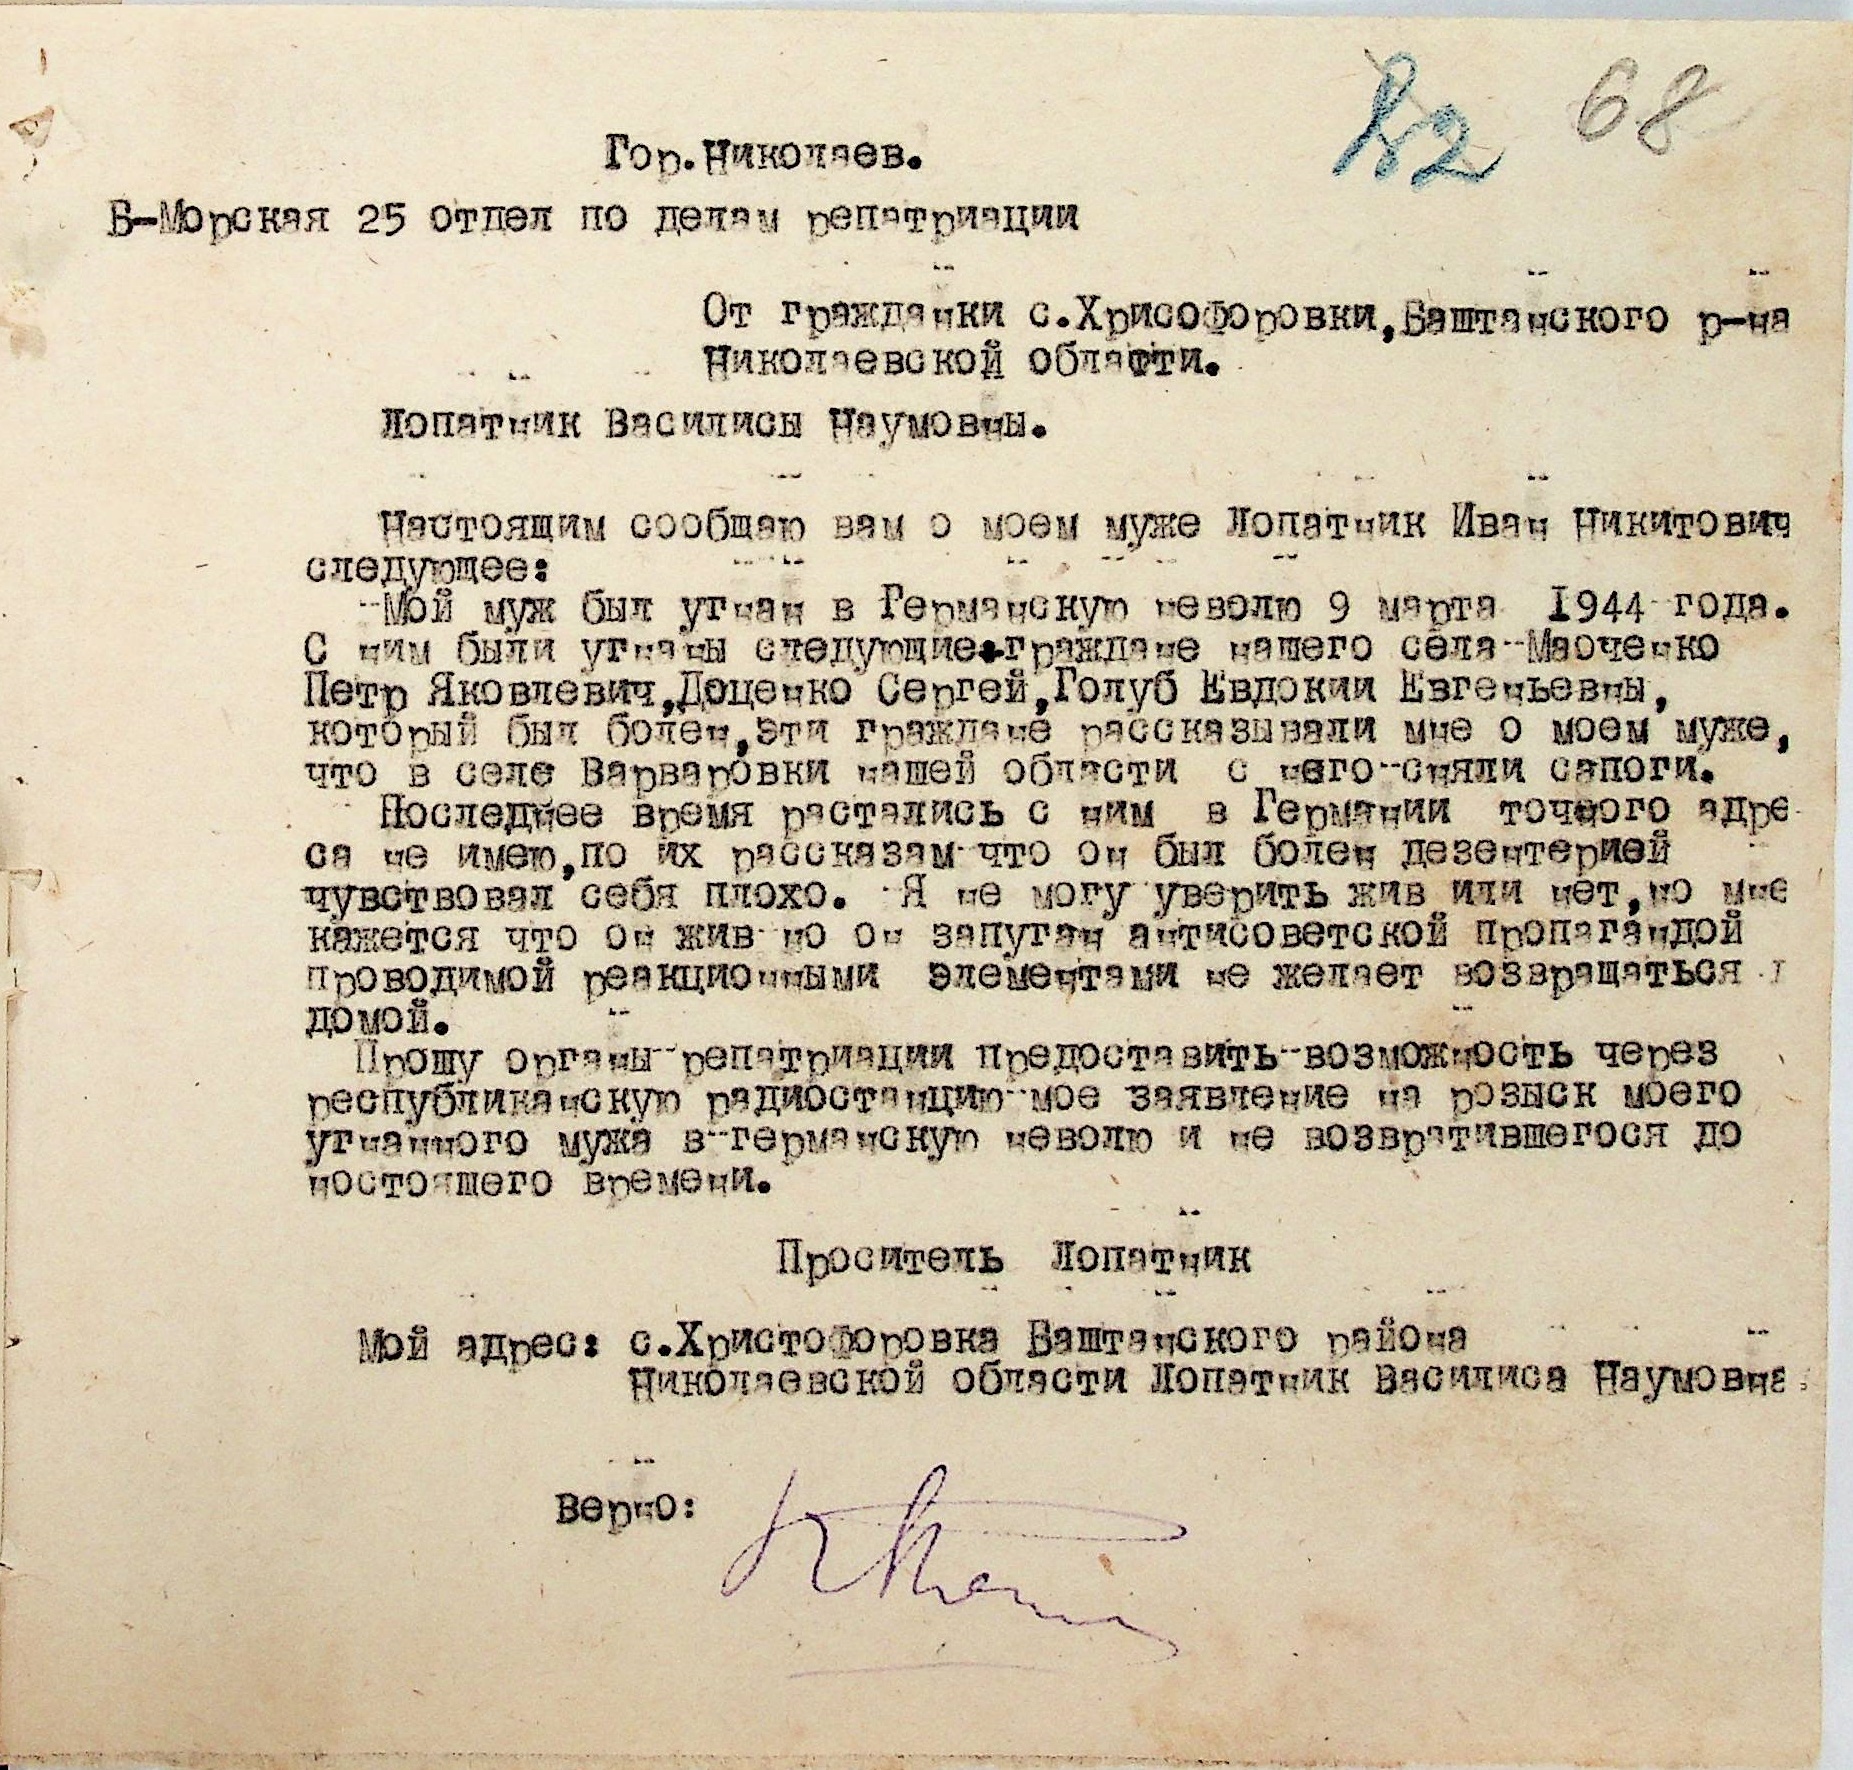 82 68
Гор.Николаев.
Б-Морская 25 отдел по делам репатриации
От гражданки с.Хрисофоровки,Баштанского р-на
Николаевской области.
Лопатник Василисы Наумовны.
Настоящим сообщаю вам о моем муже Лопатник Иван Никитович
следующее:
Мой муж был угнан в Германскую неволю 9 марта 1944 года.
С ним были угнаны следующие граждане нашего села Маоченко
Петр Яковлевич,Доценко Сергей,Голуб Евдокии Евгеньевны,
который был болен,эти граждане рассказывали мне о моем муже,
что в селе Варваровки нашей области с него сняли сапоги.
Последнее время растались с ним в Германии точного адре
са не имею,по их рассказам что он был болен дезентерией
чувствовал себя плохо. Я не могу уверить жив или нет,но мне
кажется что он жив но он запуган антисоветской пропагандой
проводимой реакционными элементами не желает возвращаться
домой.
Прошу органы репатриации предоставить возможность через
республиканскую радиостанцию мое заявление на розыск моего
угнанного мужа в германскую неволю и не возвратившегося до
ностоящего времени.
Проситель Лопатник
Мой адрес: с.Христофоровка Баштанского района
Николаевской области Лопатник Василиса Наумовна
Верно: